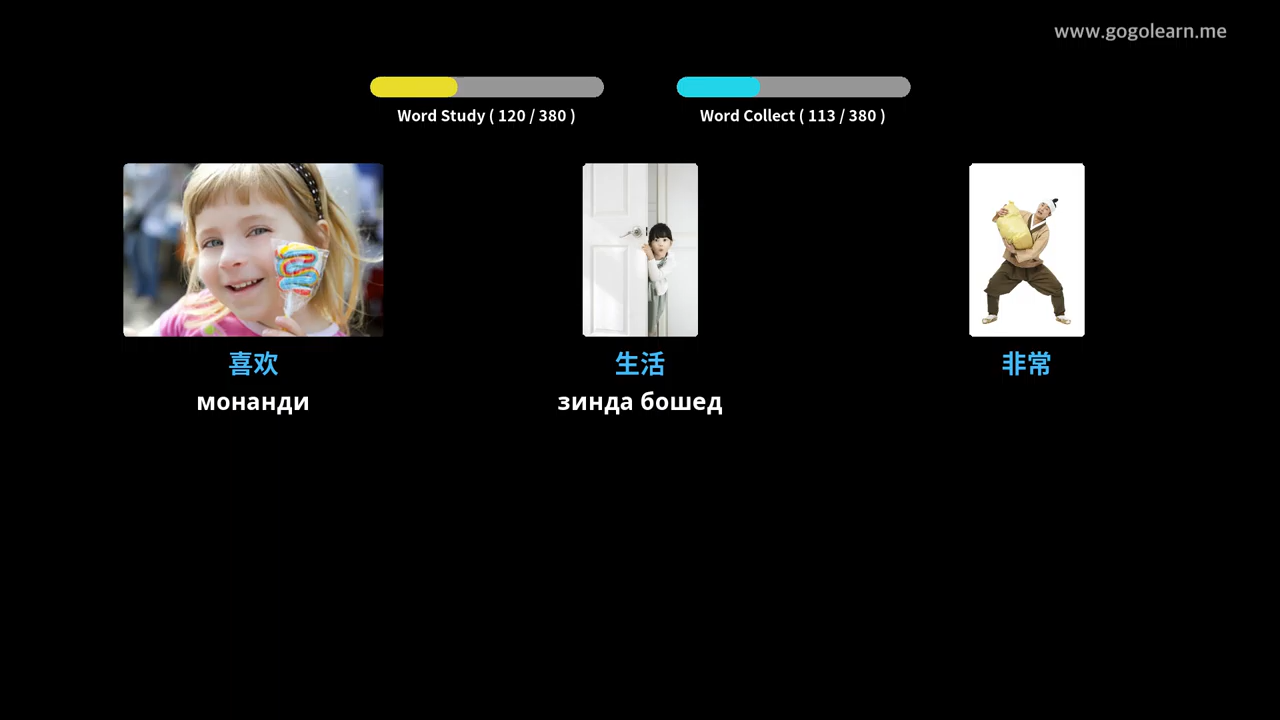 www.gogolearn.me
Word Study ( 120 / 380 )
Word Collect ( 113 / 380 )
喜欢
монанди
生活
зинда бошед
非常